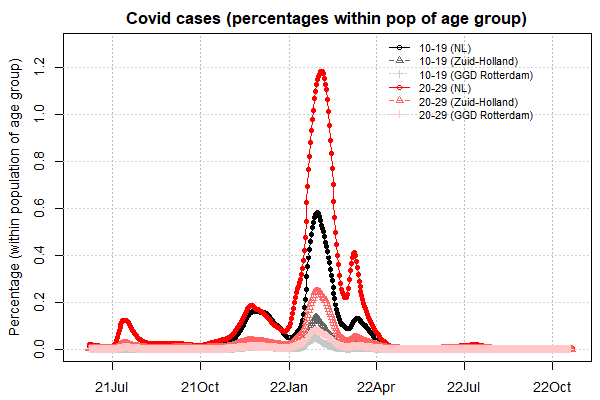 Covid cases (percentages within pop of age group)
Percentage (within population of age group)
1.2
1.0
0.8
0.6
0.4
0.2
0.0
10-19 (NL)
10-19 (Zuid-Holland)
10-19 (GGD Rotterdam)
20-29 (NL)
20-29 (Zuid-Holland)
20-29 (GGD Rotterdam)
21Jul 21Oct 22Jan 22Apr 22Jul 22Oct